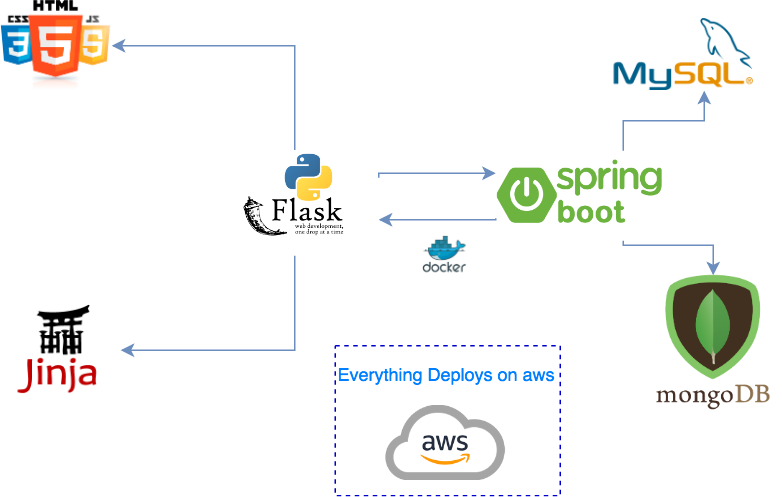 HTML
CSS JS
3 5 S
MySQL®
Flask
web development,
one drop at a time
spring
boot
docker
Jinja
Everything Deploys on aws
aws
mongoDB